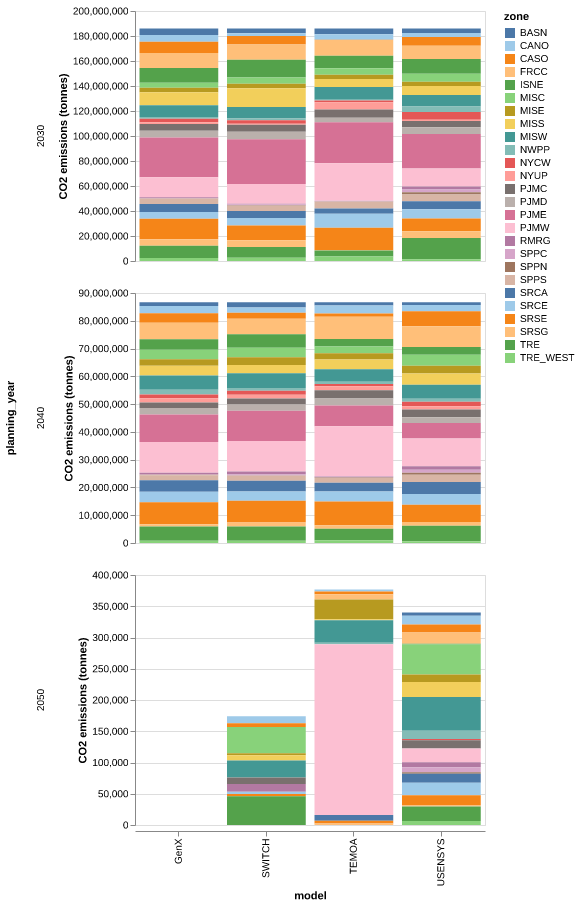 200,000,000
180,000,000
160,000,000
140,000,000
120,000,000
100,000,000
80,000,000
60,000,000
40,000,000
20,000,000
0
CO2 emissions (tonnes)
2030
90,000,000
80,000,000
70,000,000
60,000,000
50,000,000
40,000,000
30,000,000
20,000,000
10,000,000
0
CO2 emissions (tonnes)
2040
planning_year
400,000
350,000
300,000
250,000
200,000
150,000
100,000
50,000
0
CO2 emissions (tonnes)
2050
GenX
SWITCH
TEMOA
USENSYS
model
zone
BASN
CANO
CASO
FRCC
ISNE
MISC
MISE
MISS
MISW
NWPP
NYCW
NYUP
PJMC
PJMD
PJME
PJMW
RMRG
SPPC
SPPN
SPPS
SRCA
SRCE
SRSE
SRSG
TRE
TRE_WEST